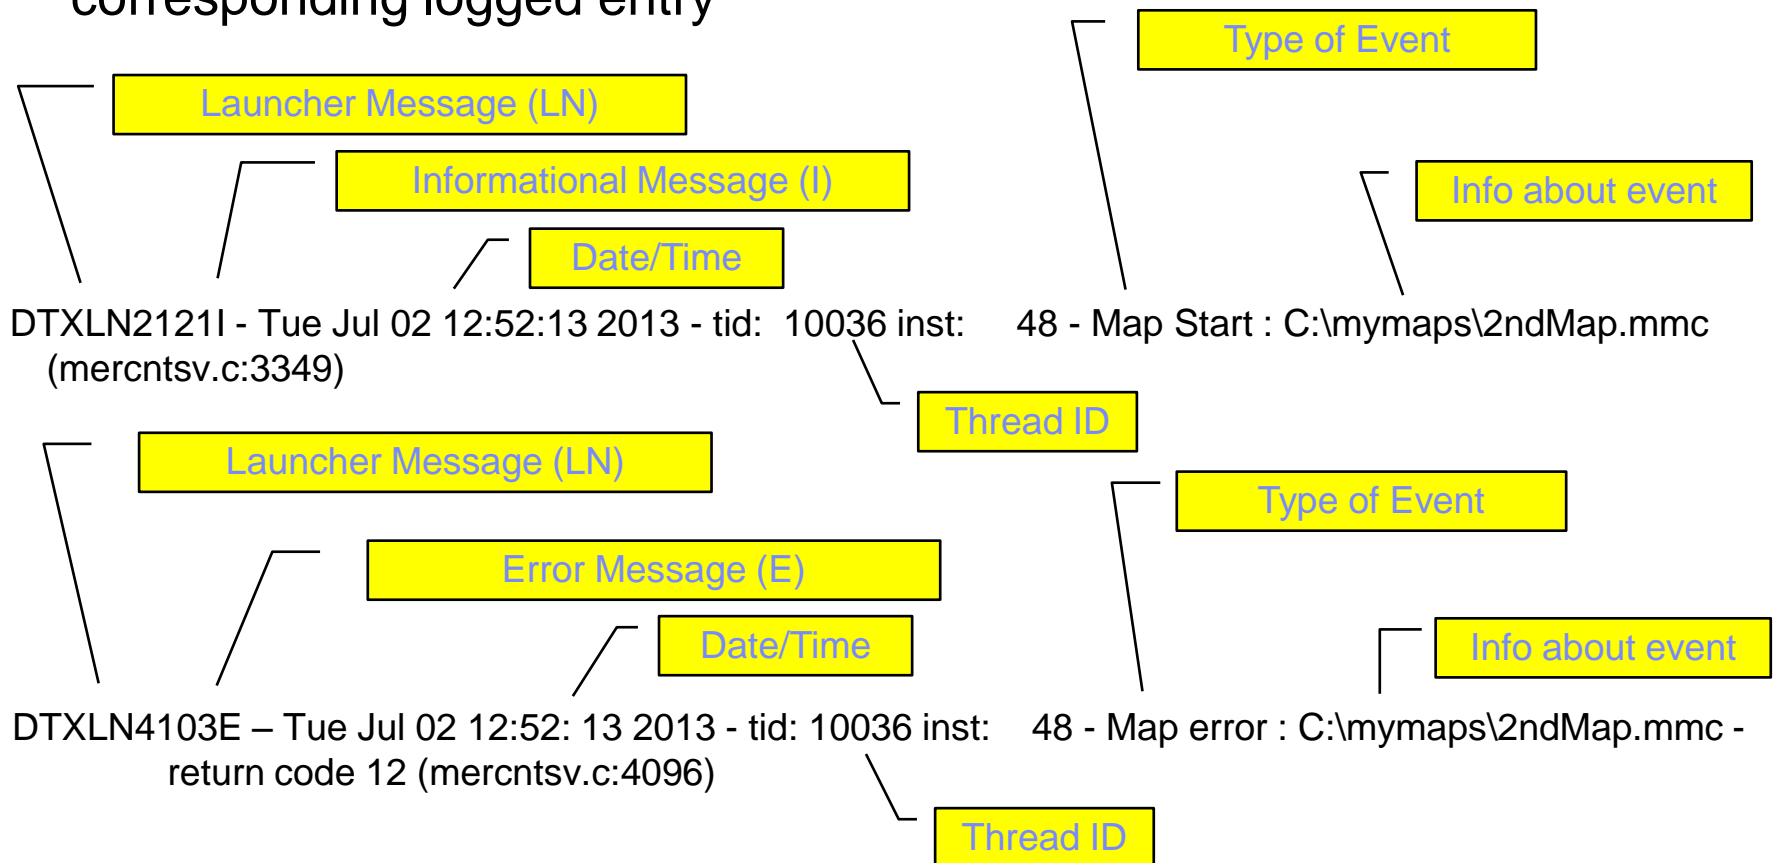 corresponding logged entry
Type of Event
Launcher Message (LN)
Informational Message (I)
Info about event
Date/Time
DTXLN2121I - Tue Jul 02 12:52:13 2013 - tid:  10036 inst:     48 - Map Start : C:\mymaps\2ndMap.mmc
(mercntsv.c:3349)
Thread ID
Launcher Message (LN)
Type of Event
Error Message (E)
Date/Time
Info about event
DTXLN4103E – Tue Jul 02 12:52: 13 2013 - tid: 10036 inst:    48 - Map error : C:\mymaps\2ndMap.mmc -
return code 12 (mercntsv.c:4096)
Thread ID